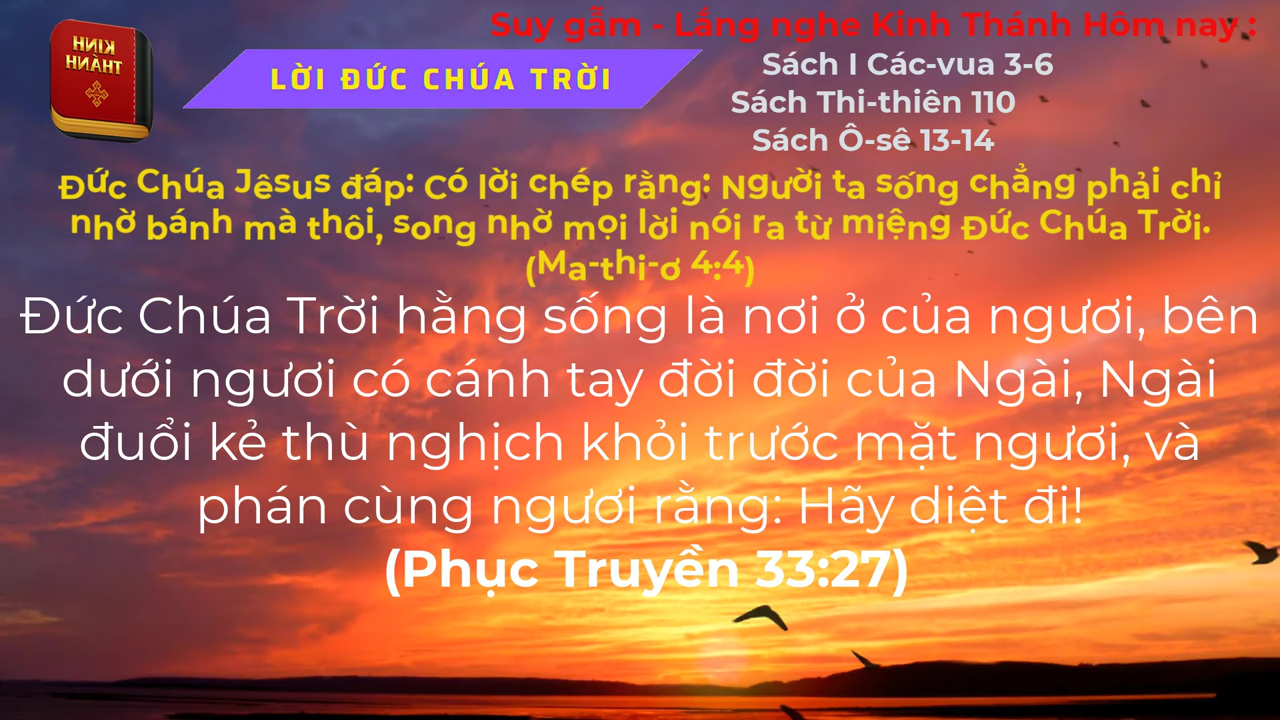 Suy gẫm - Lắng nghe Kinh Thánh Hôm nay :
KINH
THÁNH
LỜI ĐỨC CHÚA TRỜI
Sách I Các-vua 3-6
Sách Thi-thiên 110
Sách Ô-sê 13-14
Đức Chúa Jêsus đáp: Có lời chép rằng: Người ta sống chẳng phải chỉ
nhờ bánh mà thôi, song nhờ mọi lời nói ra từ miệng Đức Chúa Trời.
(Ma-thi-ơ 4:4)
Đức Chúa Trời hằng sống là nơi ở của ngươi, bên
dưới ngươi có cánh tay đời đời của Ngài, Ngài
đuổi kẻ thù nghịch khỏi trước mặt ngươi, và
phán cùng ngươi rằng: Hãy diệt đi!
(Phục Truyền 33:27)